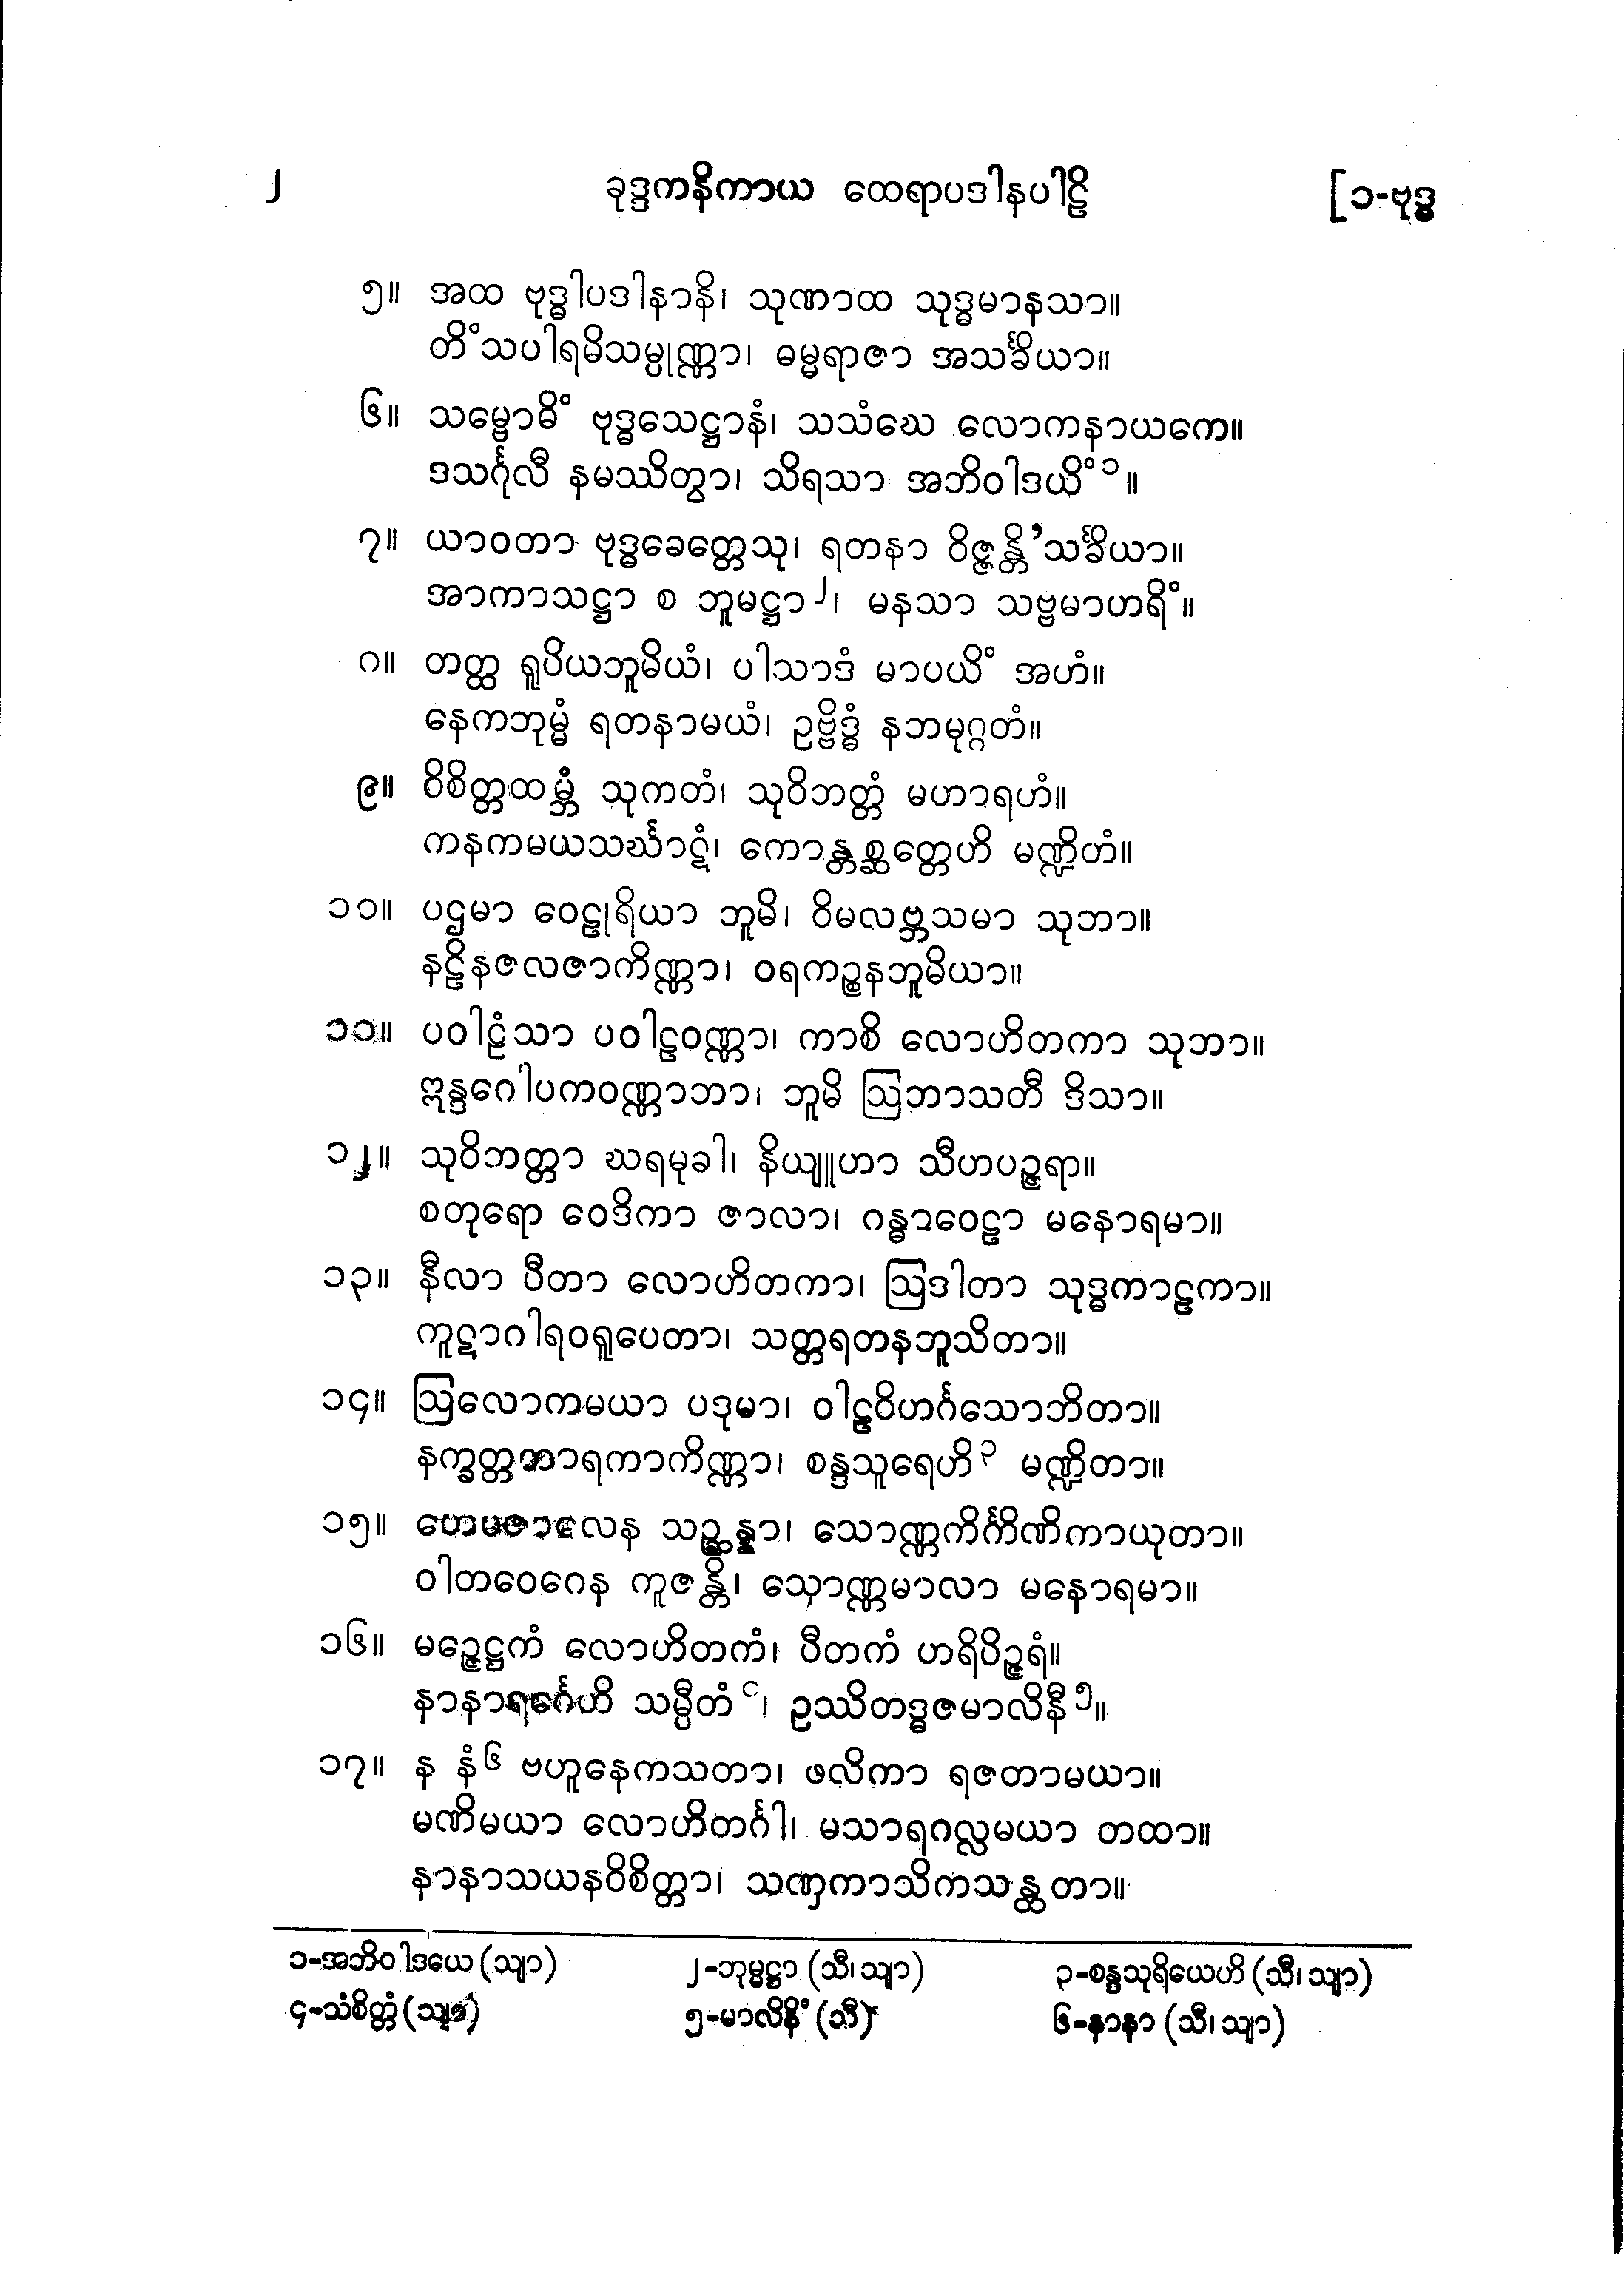 ၂ ခုဒ္ဒကနိကာယ ထေရာပဒါနပါဠိ [၁-ဗုဒ္ဓ
၅။ အထ ဗုဒ္ဓါပဒါနာနိ၊ သုဏာထ သုဒ္ဓမာနသာ။
တိံသပါရမိသမ္ပုဏ္ဏာ၊ ဓမ္မရာဇာ အသင်္ခိယာ။
၆။ သမ္ဗောဓိံ ဗုဒ္ဓသေဋ္ဌာနံ၊ သသံဃေ လောကနာယကေ။
ဒသင်္ဂုလီ နမဿိတွာ၊ သိရသာ အဘိဝါဒယိံ ၁။
၇။ ယာဝတာ ဗုဒ္ဓခေတ္တေသု၊ ရတနာ ဝိဇ္ဇန္တိ’သင်္ခိယာ။
အာကာသဋ္ဌာ စ ဘူမဋ္ဌာ ၂၊ မနသာ သဗ္ဗမာဟရိံ။
၈။ တတ္ထ ရူပိယဘူမိယံ၊ ပါသာဒံ မာပယိံ အဟံ။
နေကဘုမ္မံ ရတနာမယံ၊ ဥဗ္ဗိဒ္ဓံ နဘမုဂ္ဂတံ။
၉။ ဝိစိတ္တထမ္ဘံ သုကတံ၊ သုဝိဘတ္တံ မဟာရဟံ။
ကနကမယသင်္ဃာဋံ၊ ကောန္တစ္ဆတ္တေဟိ မဏ္ဍိတံ။
၁၀။ ပဌမာ ဝေဠုရိယာ ဘူမိ၊ ဝိမလဗ္ဘသမာ သုဘာ။
နဠိနဇလဇာကိဏ္ဏာ၊ ဝရကဉ္စနဘူမိယာ။
၁၁။ ပဝါဠံသာ ပဝါဠဝဏ္ဏာ၊ ကာစိ လောဟိတကာ သုဘာ။
ဣန္ဒဂေါပကဝဏ္ဏာဘာ၊ ဘူမိ ဩဘာသတီ ဒိသာ။
၁၂။ သုဝိဘတ္တာ ဃရမုခါ၊ နိယျူဟာ သီဟပဉ္ဇရာ။
စတုရော ဝေဒိကာ ဇာလာ၊ ဂန္ဓာဝေဠာ မနောရမာ။
၁၃။ နီလာ ပီတာ လောဟိတကာ၊ ဩဒါတာ သုဒ္ဓကာဠကာ။
ကူဋာဂါရဝရူပေတာ၊ သတ္တရတနဘူသိတာ။
၁၄။ ဩလောကမယာ ပဒုမာ၊ ဝါဠဝိဟင်္ဂသောဘိတာ။
နက္ခတ္တတာရကာကိဏ္ဏာ၊ စန္ဒသူရေဟိ ၃ မဏ္ဍိတာ။
၁၅။ ဟေမဇာလေန သဉ္ဆန္နာ၊ သောဏ္ဏကိင်္ကိဏိကာယုတာ။
ဝါတဝေဂေန ကူဇန္တိ၊ သောဏ္ဏမာလာ မနောရမာ။
၁၆။ မဉ္ဇေဋ္ဌကံ လောဟိတကံ၊ ပီတကံ ဟရိပိဉ္ဇရံ။
နာနာရင်္ဂေဟိ သမ္ပီတံ ၄၊ ဥဿိတဒ္ဓဇမာလိနီ ၅။
၁၇။ န နံ ၆ ဗဟူနေကသတာ၊ ဖလိကာ ရဇတာမယာ။
မဏိမယာ လောဟိတင်္ဂါ၊ မသာရဂလ္လမယာ တထာ။
နာနာသယနဝိစိတ္တာ၊ သဏှကာသိကသန္ထတာ။
၁-အဘိဝါဒယေ (သျာ) ၂-ဘုမ္မဋ္ဌာ (သီ၊ သျာ) ၃-စန္ဒသုရိယေဟိ (သီ၊ သျာ)
၄-သံစိတ္တံ (သျာ) ၅-မာလိနိံ (သီ) ၆-နာနာ (သီ၊ သျာ)